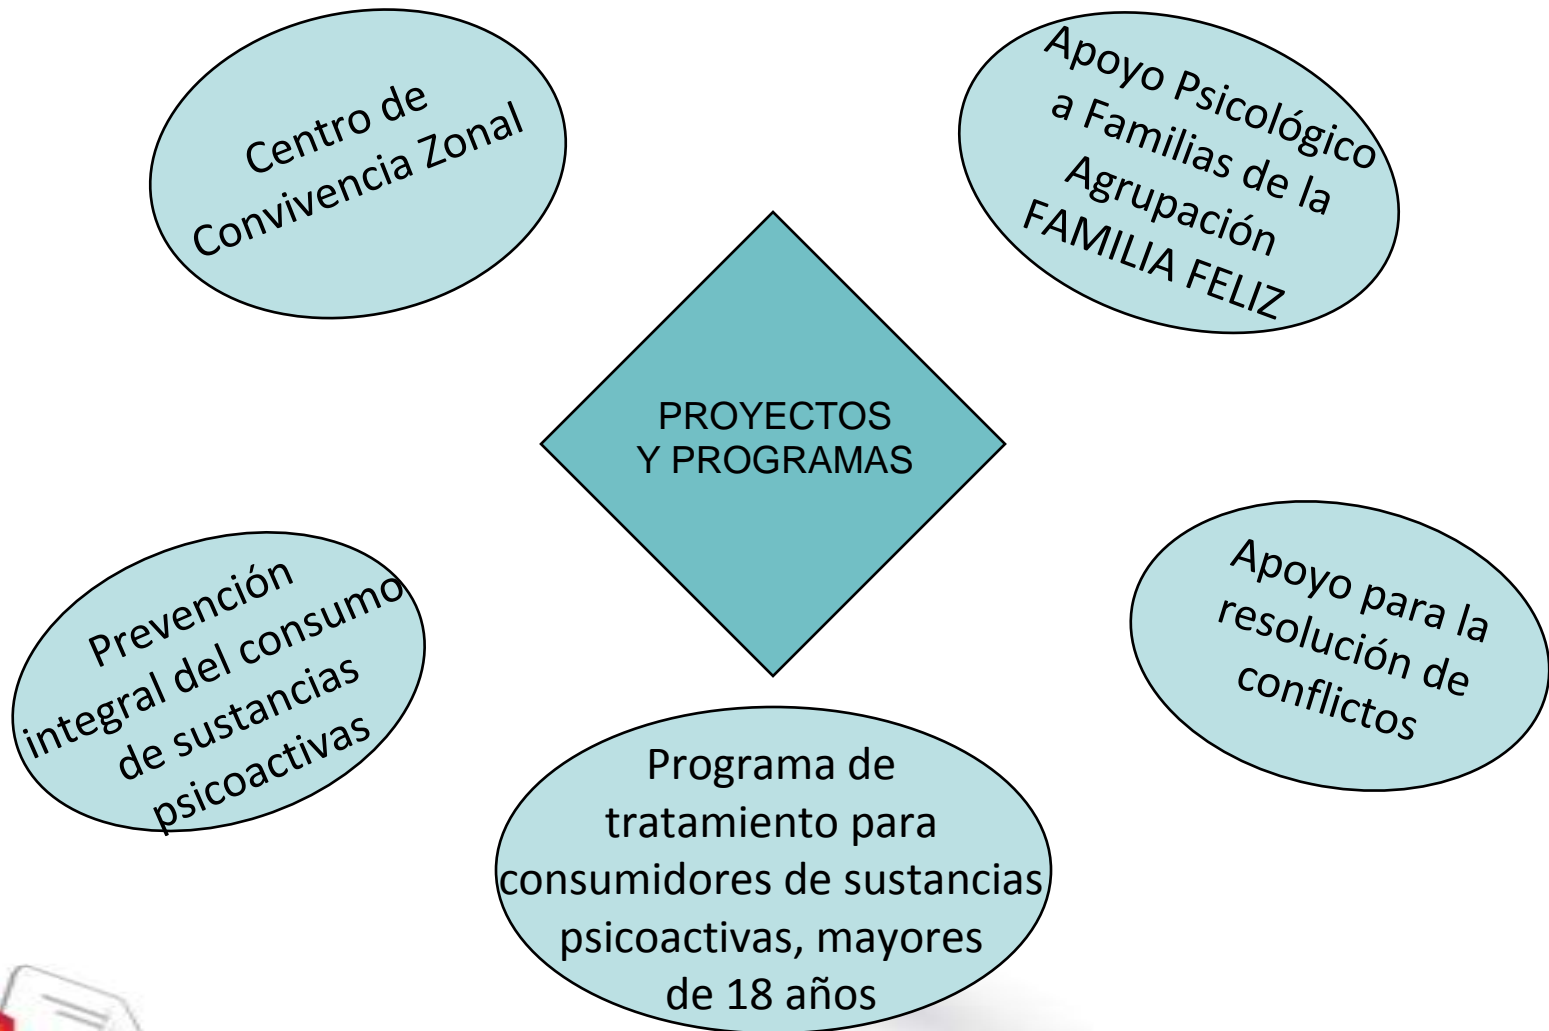 Centro de
Convivencia Zonal
Apoyo Psicológico
a Familias de la
Agrupación
FAMILIA FELIZ
PROYECTOS
Y PROGRAMAS
Prevención
integral del consumo
de sustancias
psicoactivas
Apoyo para la
resolución de
conflictos
Programa de
tratamiento para
consumidores de sustancias
psicoactivas, mayores
de 18 años